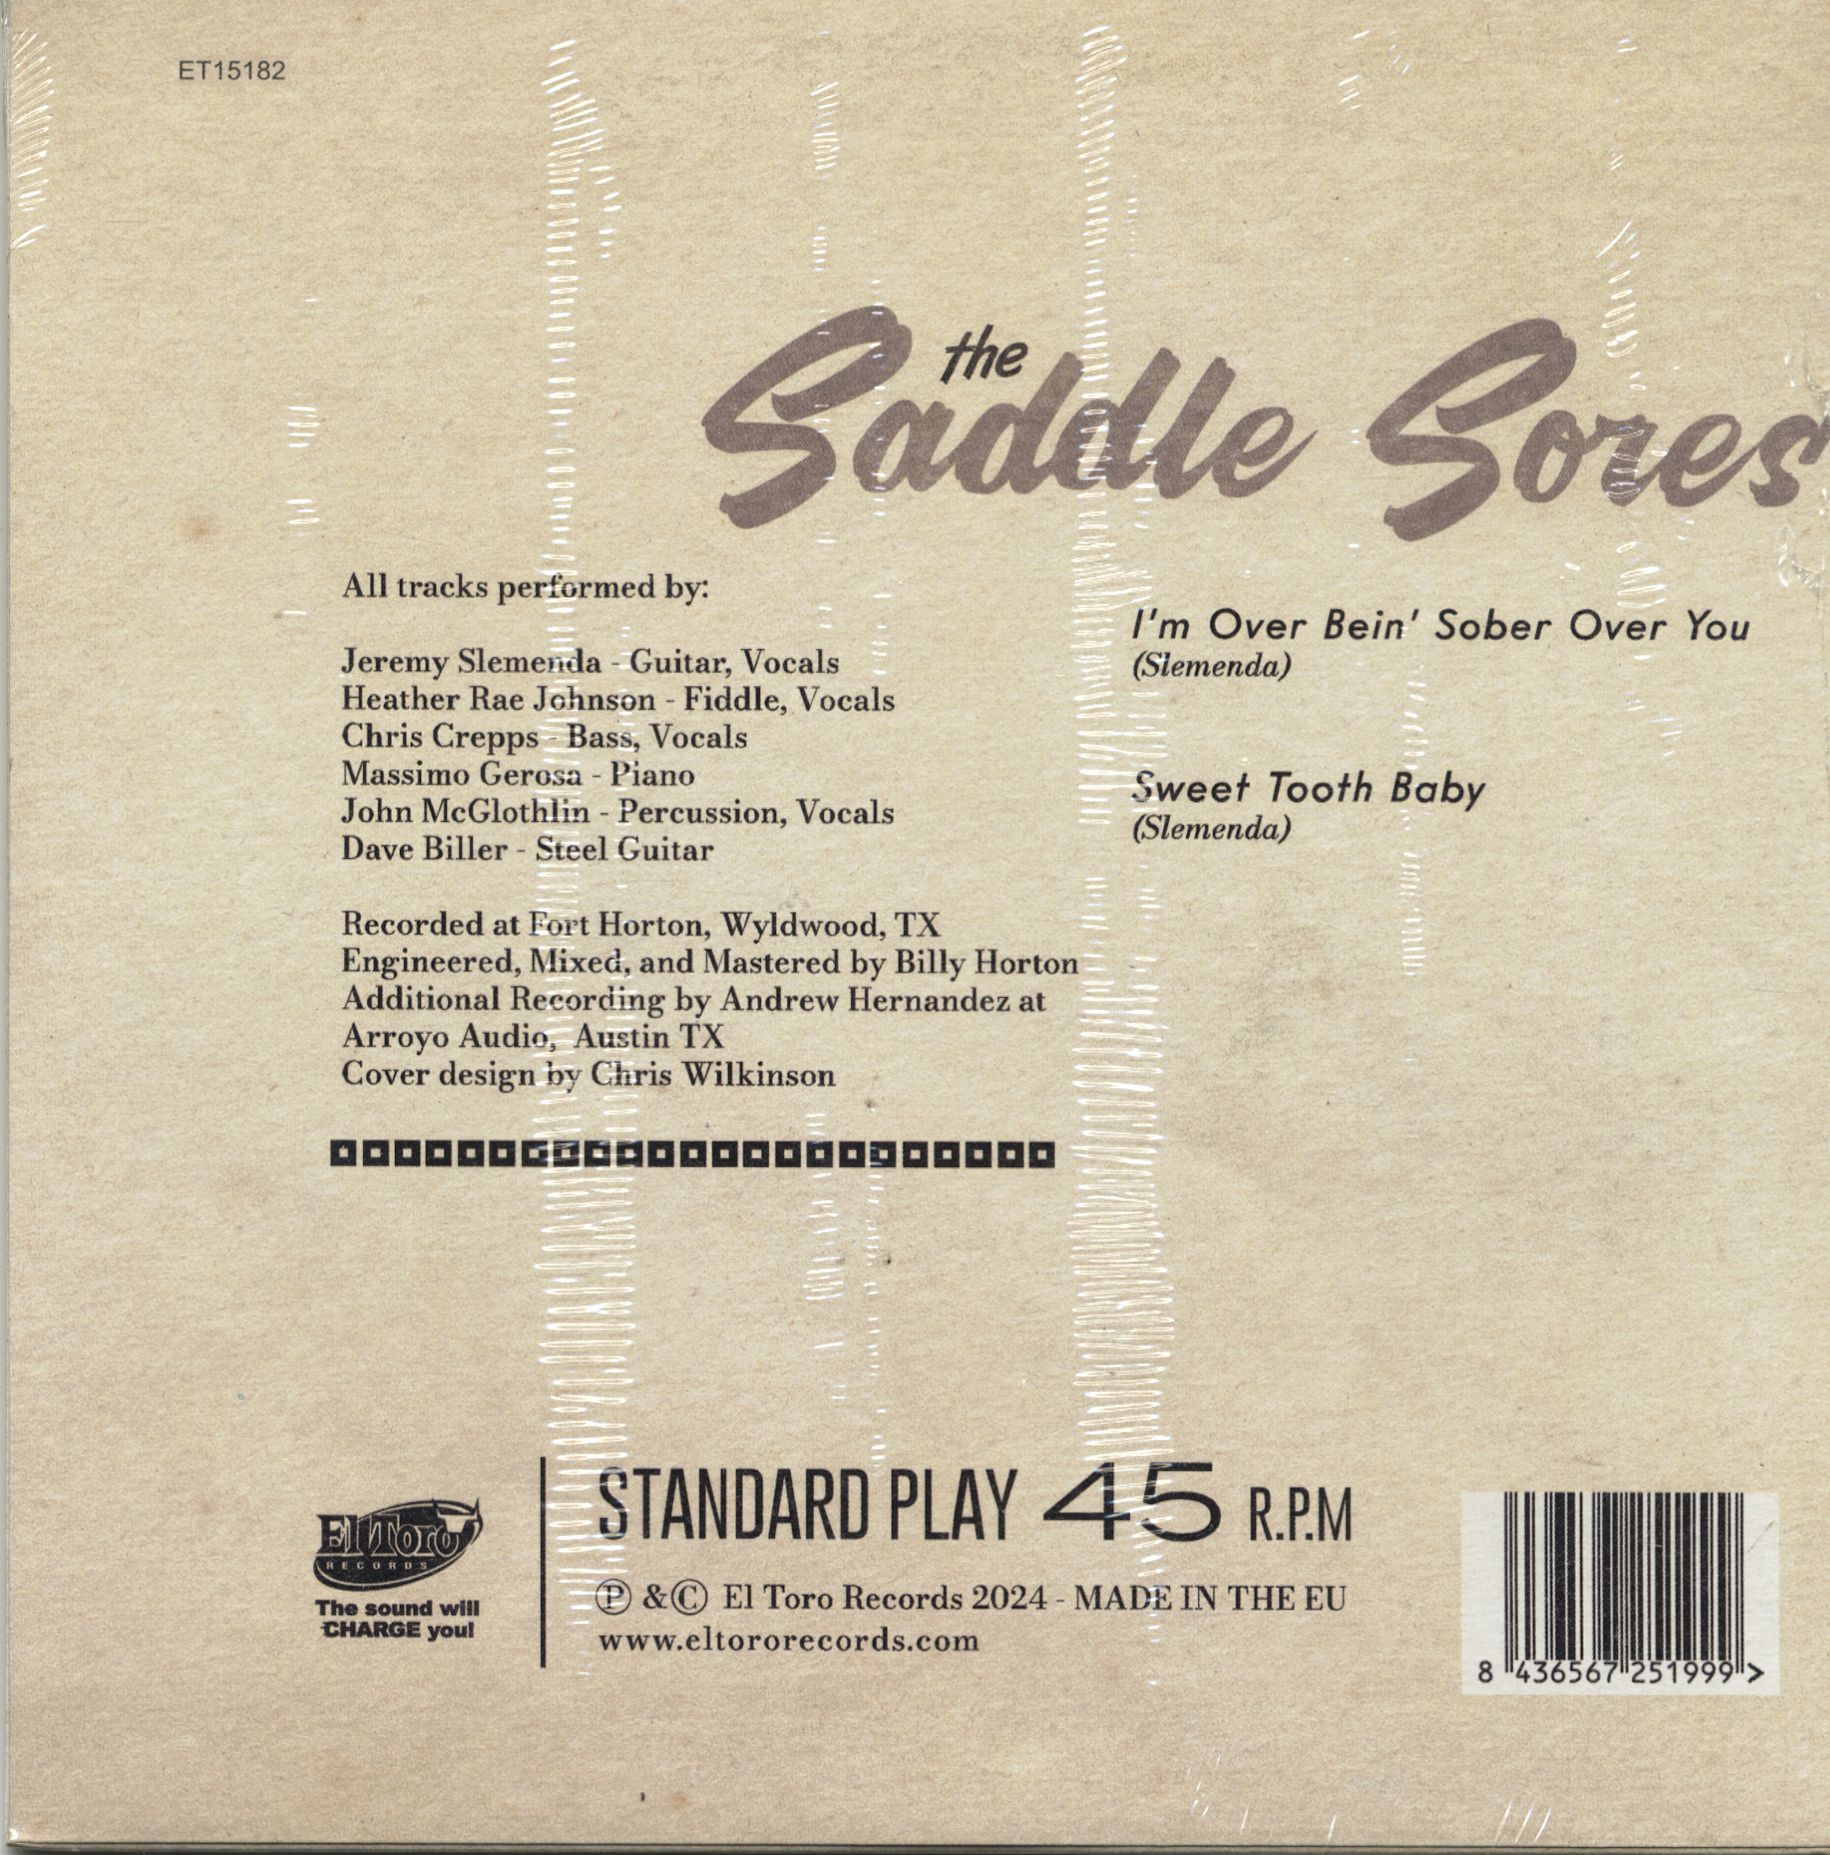 ET15182
the
Saddle Sores
All tracks performed by:
Jeremy Slemenda - Guitar, Vocals
Heather Rae Johnson - Fiddle, Vocals
Chris Crepps - Bass, Vocals
Massimo Gerosa - Piano
John McGlothlin - Percussion, Vocals
Dave Biller - Steel Guitar
Recorded at Fort Horton, Wyldwood, TX
Engineered, Mixed, and Mastered by Billy Horton
Additional Recording by Andrew Hernandez at
Arroyo Audio, Austin TX
Cover design by Chris Wilkinson
I'm Over Bein' Sober Over You
(Slemenda)
Sweet Tooth Baby
(Slemenda)
El Toro
RECORDS
The sound will
CHARGE you!
STANDARD PLAY 45 R.P.M
Ⓟ &© El Toro Records 2024 - MADE IN THE EU
www.eltororecords.com
8 436567 251999 >